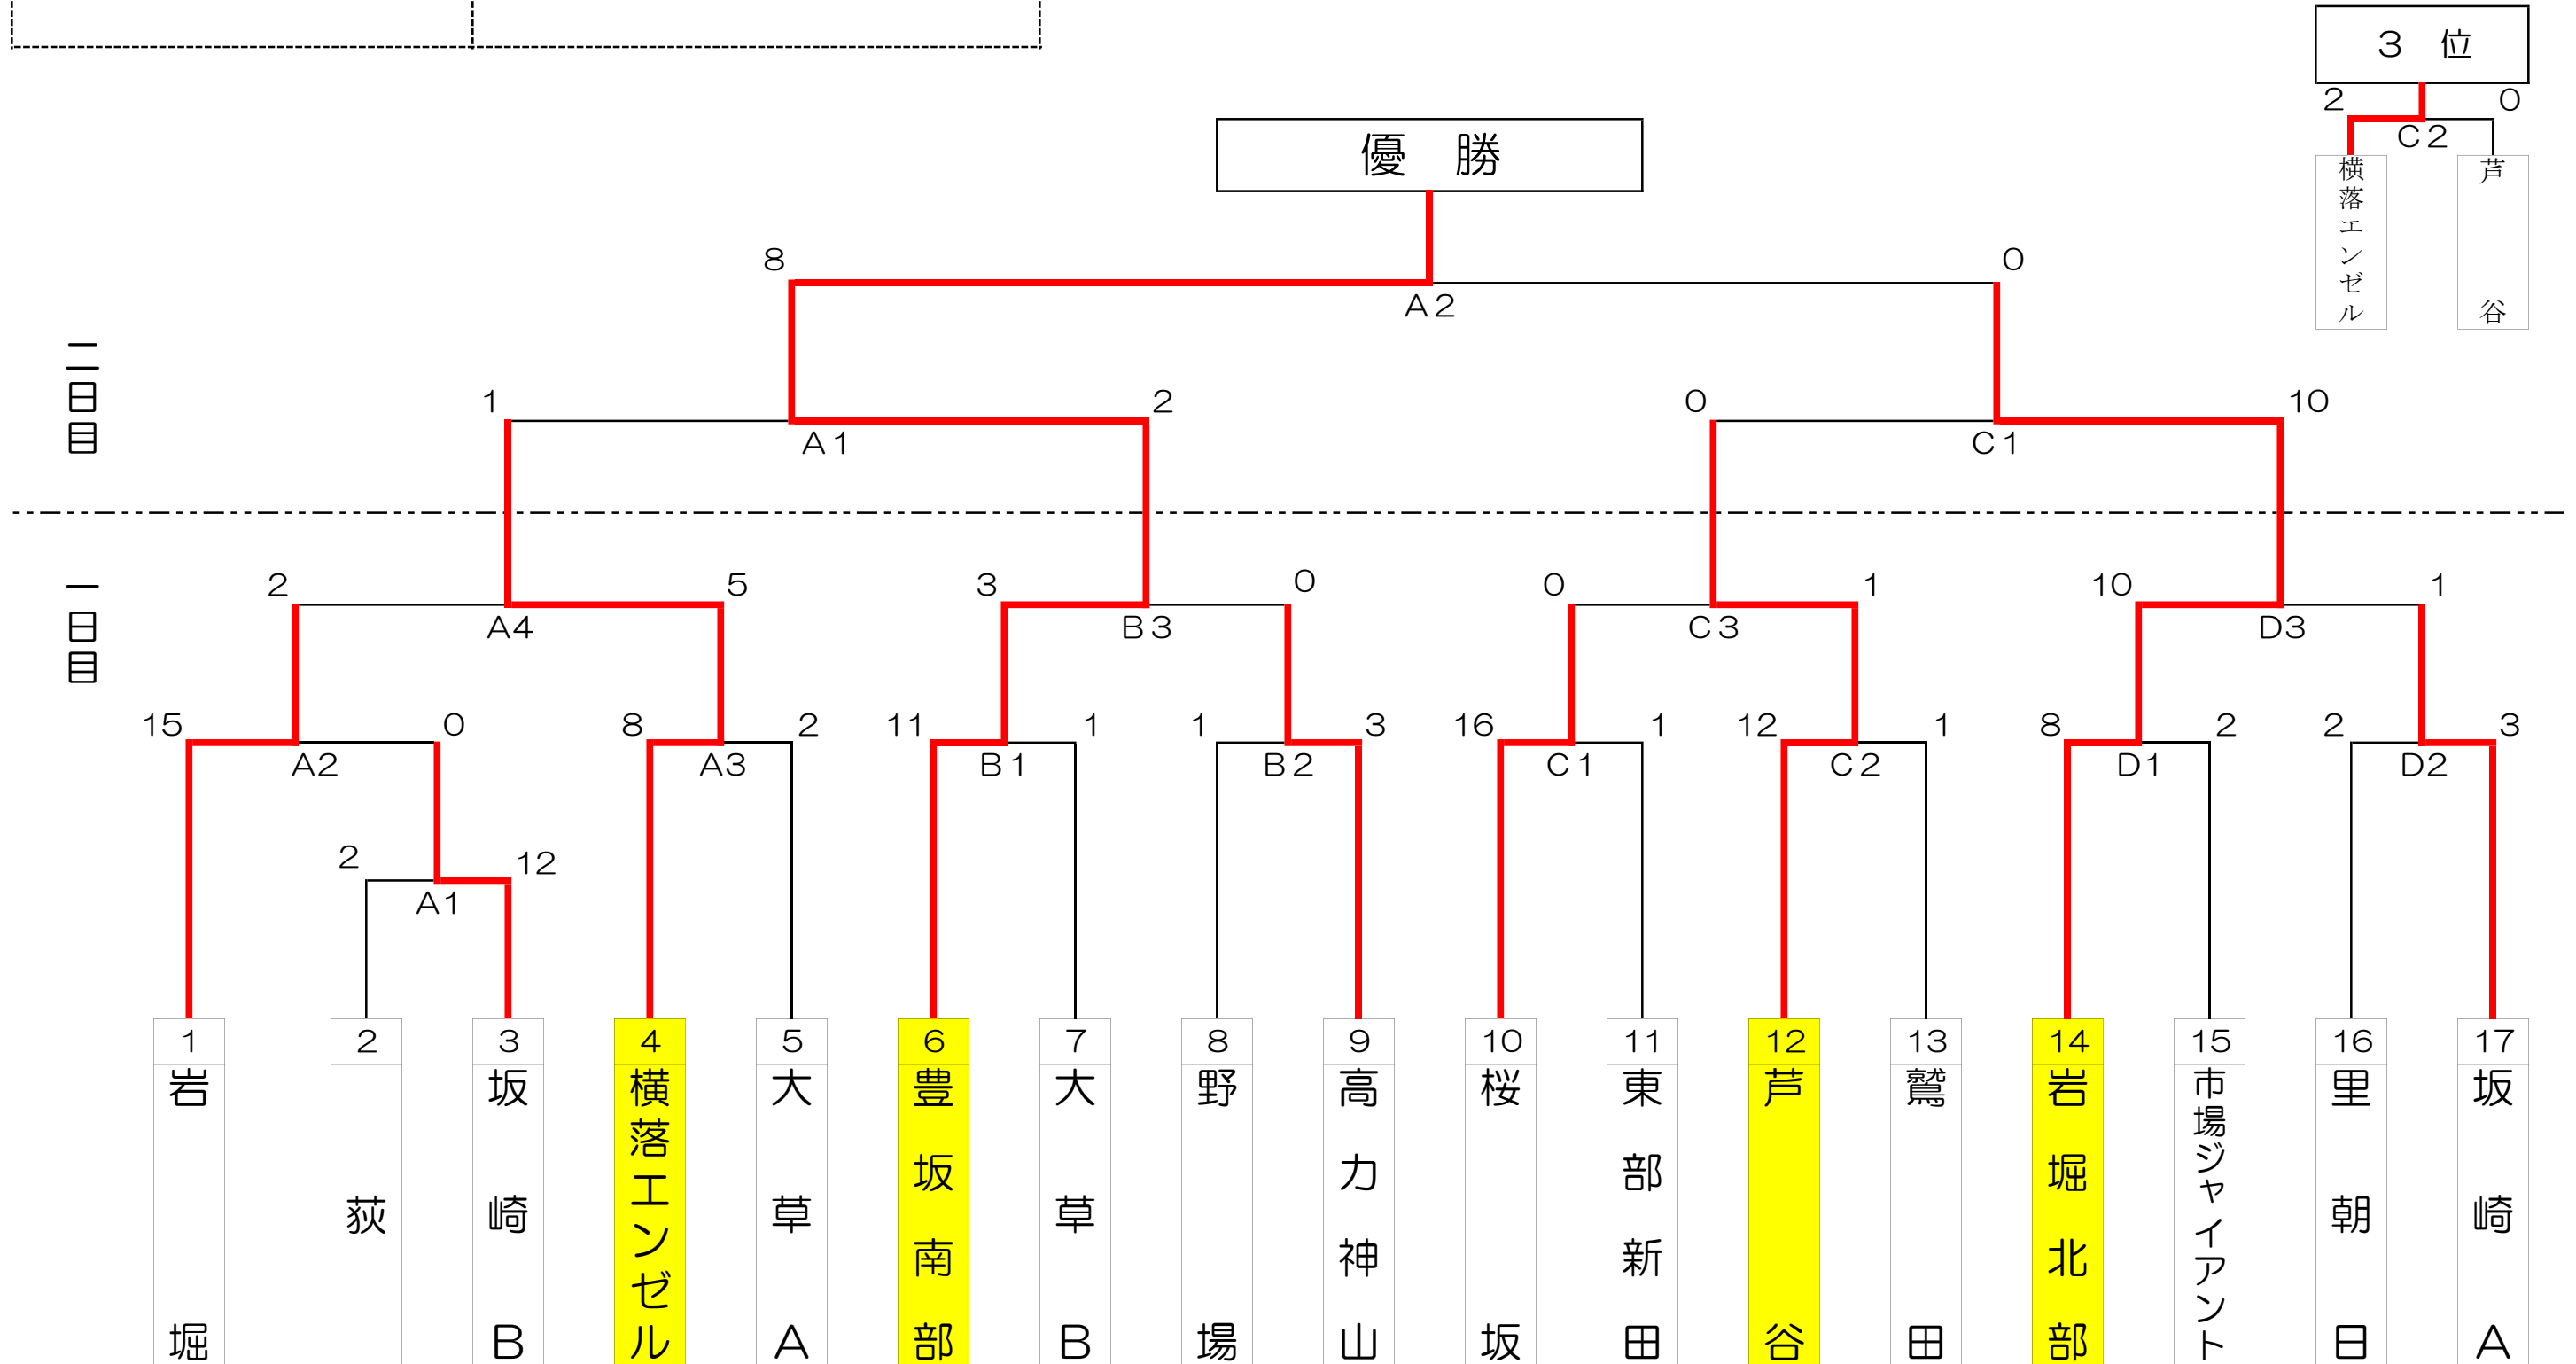 3 位
2 0
C2
横落エンゼル
芦谷
優 勝
8 0
A2
二日目
1 2 0 10
A1 C1
一日目
2 5 3 0 0 1 10 1
A4 B3 C3 D3
15 0 8 2 11 1 1 3 16 1 12 1 8 2 2 3
A2 A3 B1 B2 C1 C2 D1 D2
2 12
A1
1 2 3 4 5 6 7 8 9 10 11 12 13 14 15 16 17
岩堀
荻
坂崎B
横落エンゼル
大草A
豊坂南部
大草B
野場
高力神山
桜坂
東部新田
芦谷
鷲田
岩堀北部
市場ジャイアント
里朝日
坂崎A